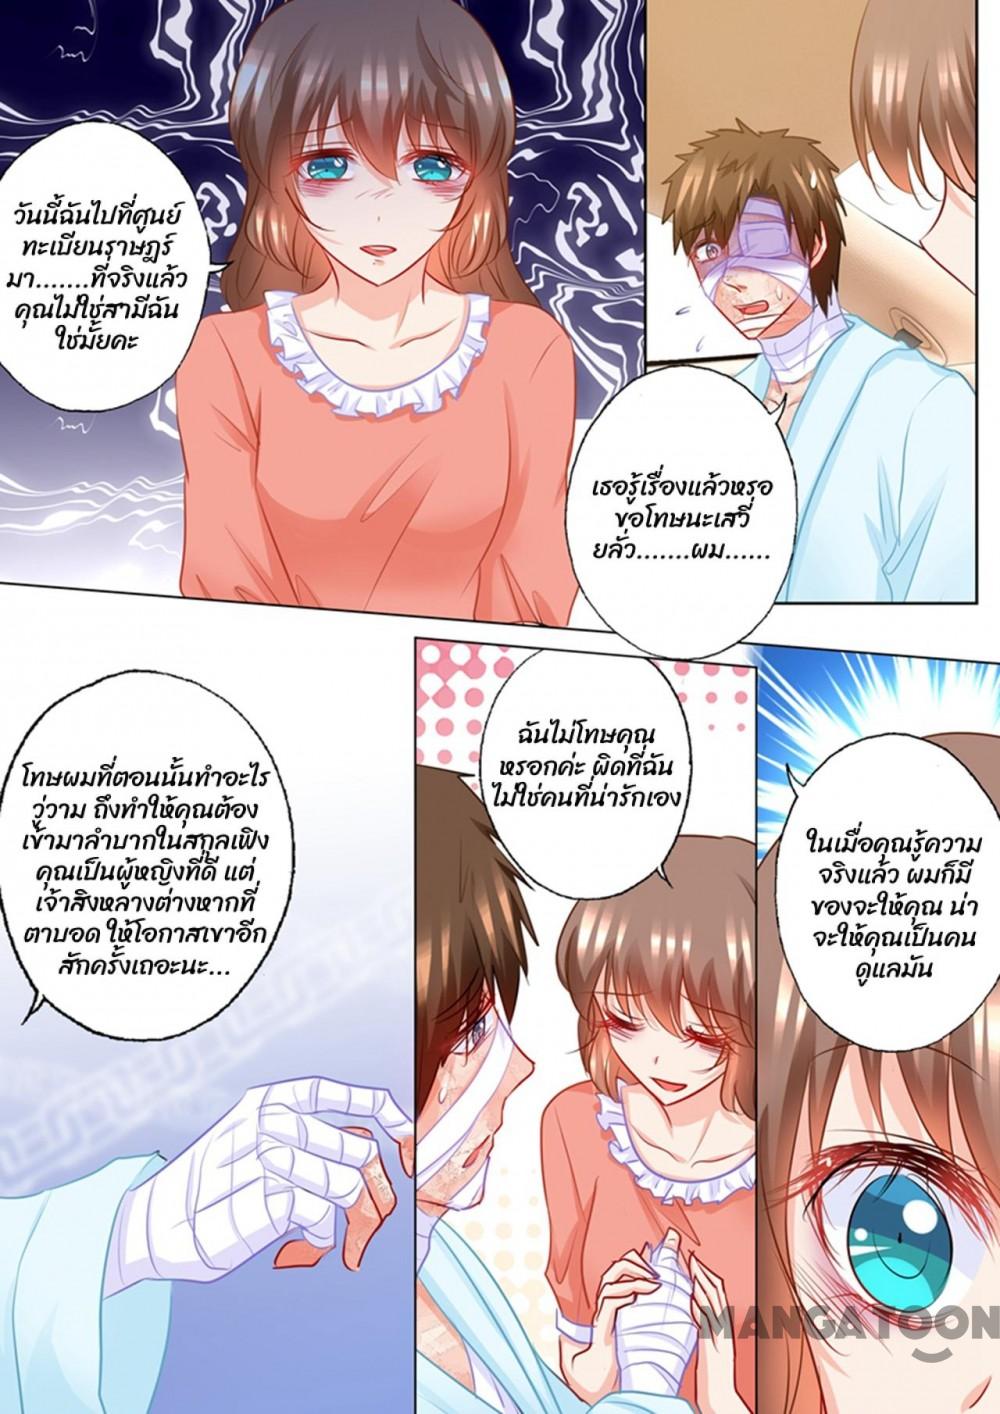 วันนี้ฉันไปที่ศูนย์
ทะเบียนราษฎร์
มา.......ที่จริงแล้ว
คุณไม่ใช่สามีฉัน
ใช่มั้ยคะ
เธอรู้เรื่องแล้วหรอ
ขอโทษนะเสวี่
ยลั่ว.......ผม......
โทษผมที่ตอนนั้นทำอะไร
วู่วาม ถึงทำให้คุณต้อง
เข้ามาลำบากในสกุลเฟิง
คุณเป็นผู้หญิงที่ดี แต่
เจ้าสิงหลางต่างหากที่
ตาบอด ให้โอกาสเขาอีก
สักครั้งเถอะนะ...
ฉันไม่โทษคุณ
หรอกค่ะ ผิดที่ฉัน
ไม่ใช่คนที่น่ารักเอง
ในเมื่อคุณรู้ความ
จริงแล้ว ผมก็มี
ของจะให้คุณ น่า
จะให้คุณเป็นคน
ดูแลมัน
MANGATOON